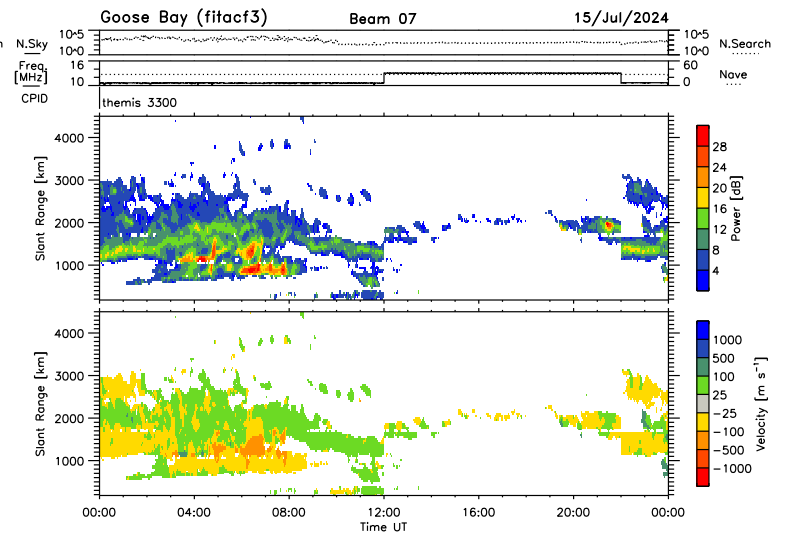 Goose Bay (fitacf3) Beam 07 15/Jul/2024
n N.Sky 10^5 10^0 10^5 10^0 N.Search
Freq. [MHz] 16 10 60 0 Nave
CPID themis 3300
Slant Range [km] 4000 3000 2000 1000
28 24 20 16 12 8 4 Power [dB]
Slant Range [km] 4000 3000 2000 1000
1000 500 100 25 −25 −100 −500 −1000 Velocity [m s⁻¹]
00:00 04:00 08:00 12:00 16:00 20:00 00:00
Time UT